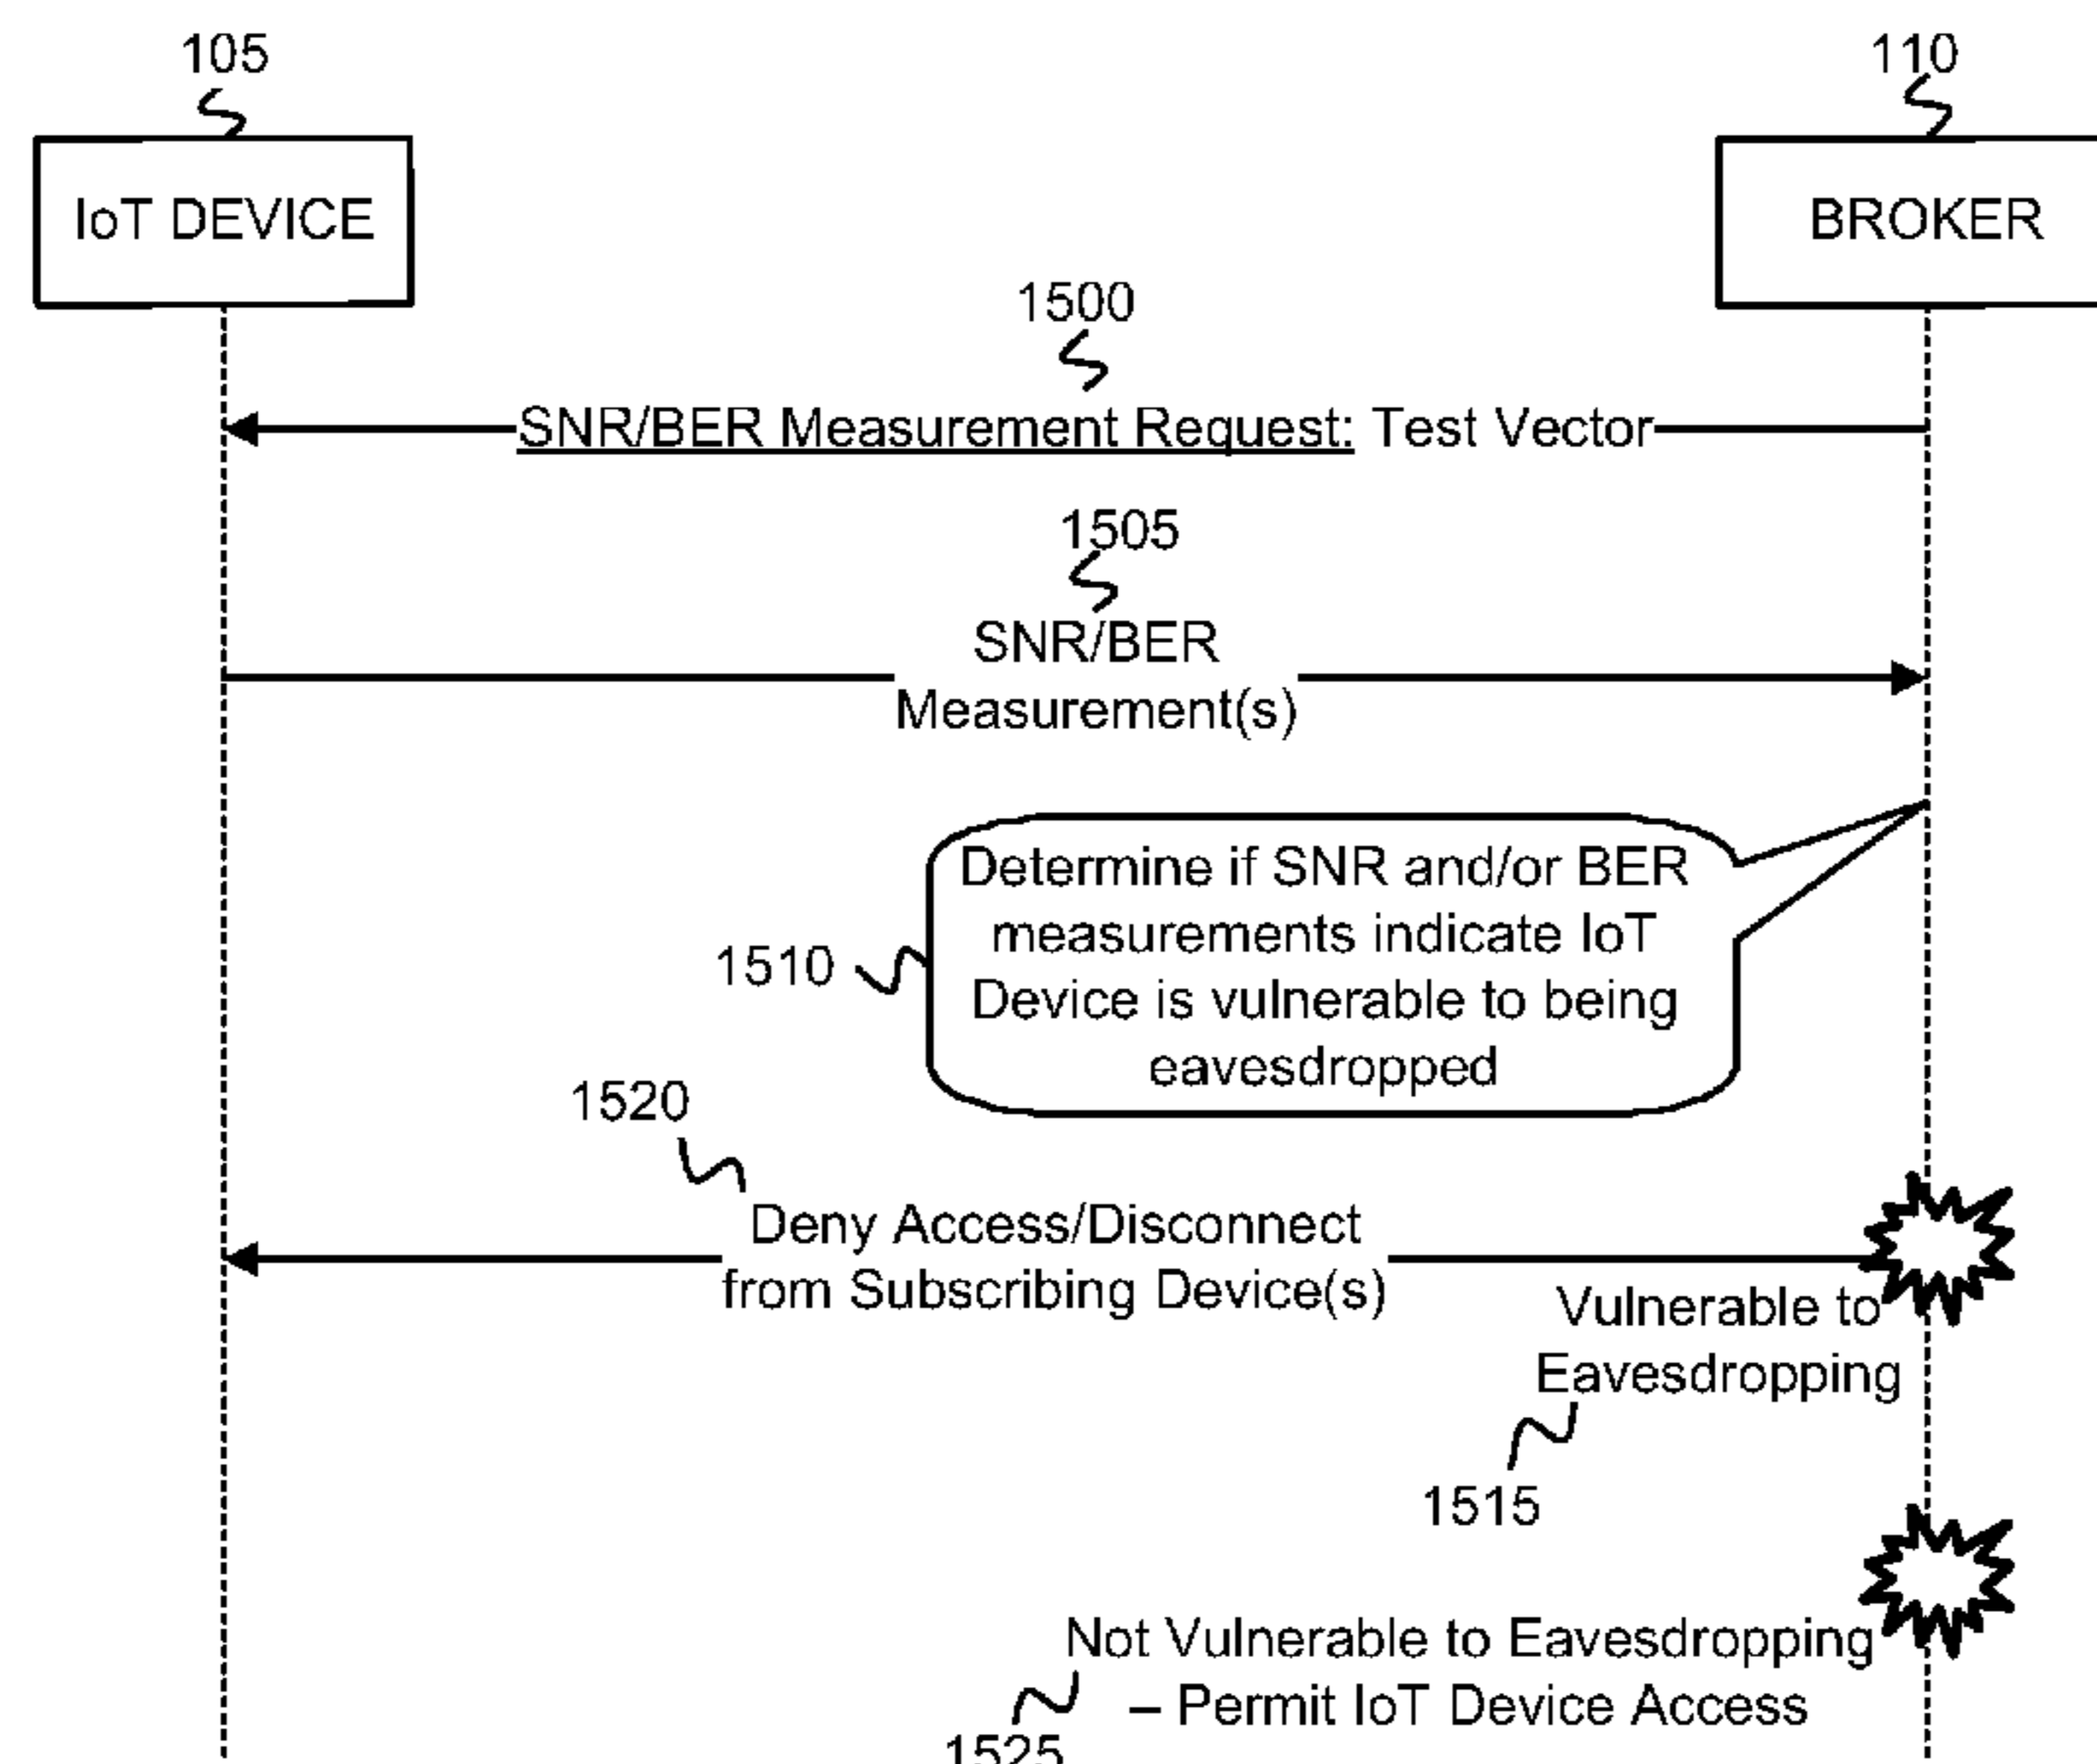 105
110
IoT DEVICE
BROKER
1500
SNR/BER Measurement Request: Test Vector
1505
SNR/BER
Measurement(s)
Determine if SNR and/or BER
measurements indicate IoT
Device is vulnerable to being
eavesdropped
1510
1520
Deny Access/Disconnect
from Subscribing Device(s)
Vulnerable to
Eavesdropping
1515
Not Vulnerable to Eavesdropping
– Permit IoT Device Access
1525